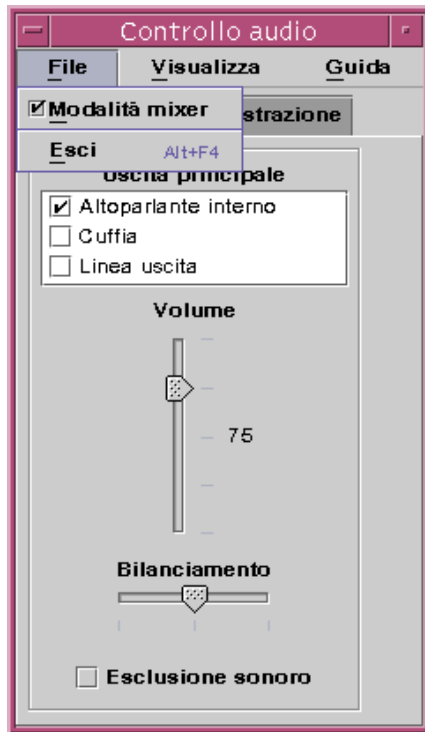 Controllo audio
File Visualizza Guida
Modalità mixer
strazione
Esci Alt+F4
Uscita principale
Altoparlante interno
Cuffia
Linea uscita
Volume
75
Bilanciamento
Esclusione sonoro